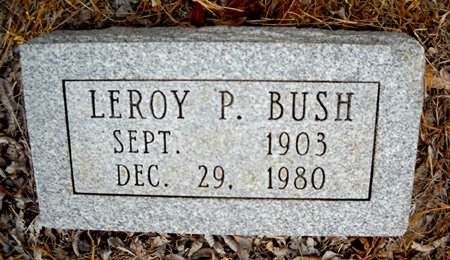 LEROY P. BUSH
SEPT. 1903
DEC. 29, 1980